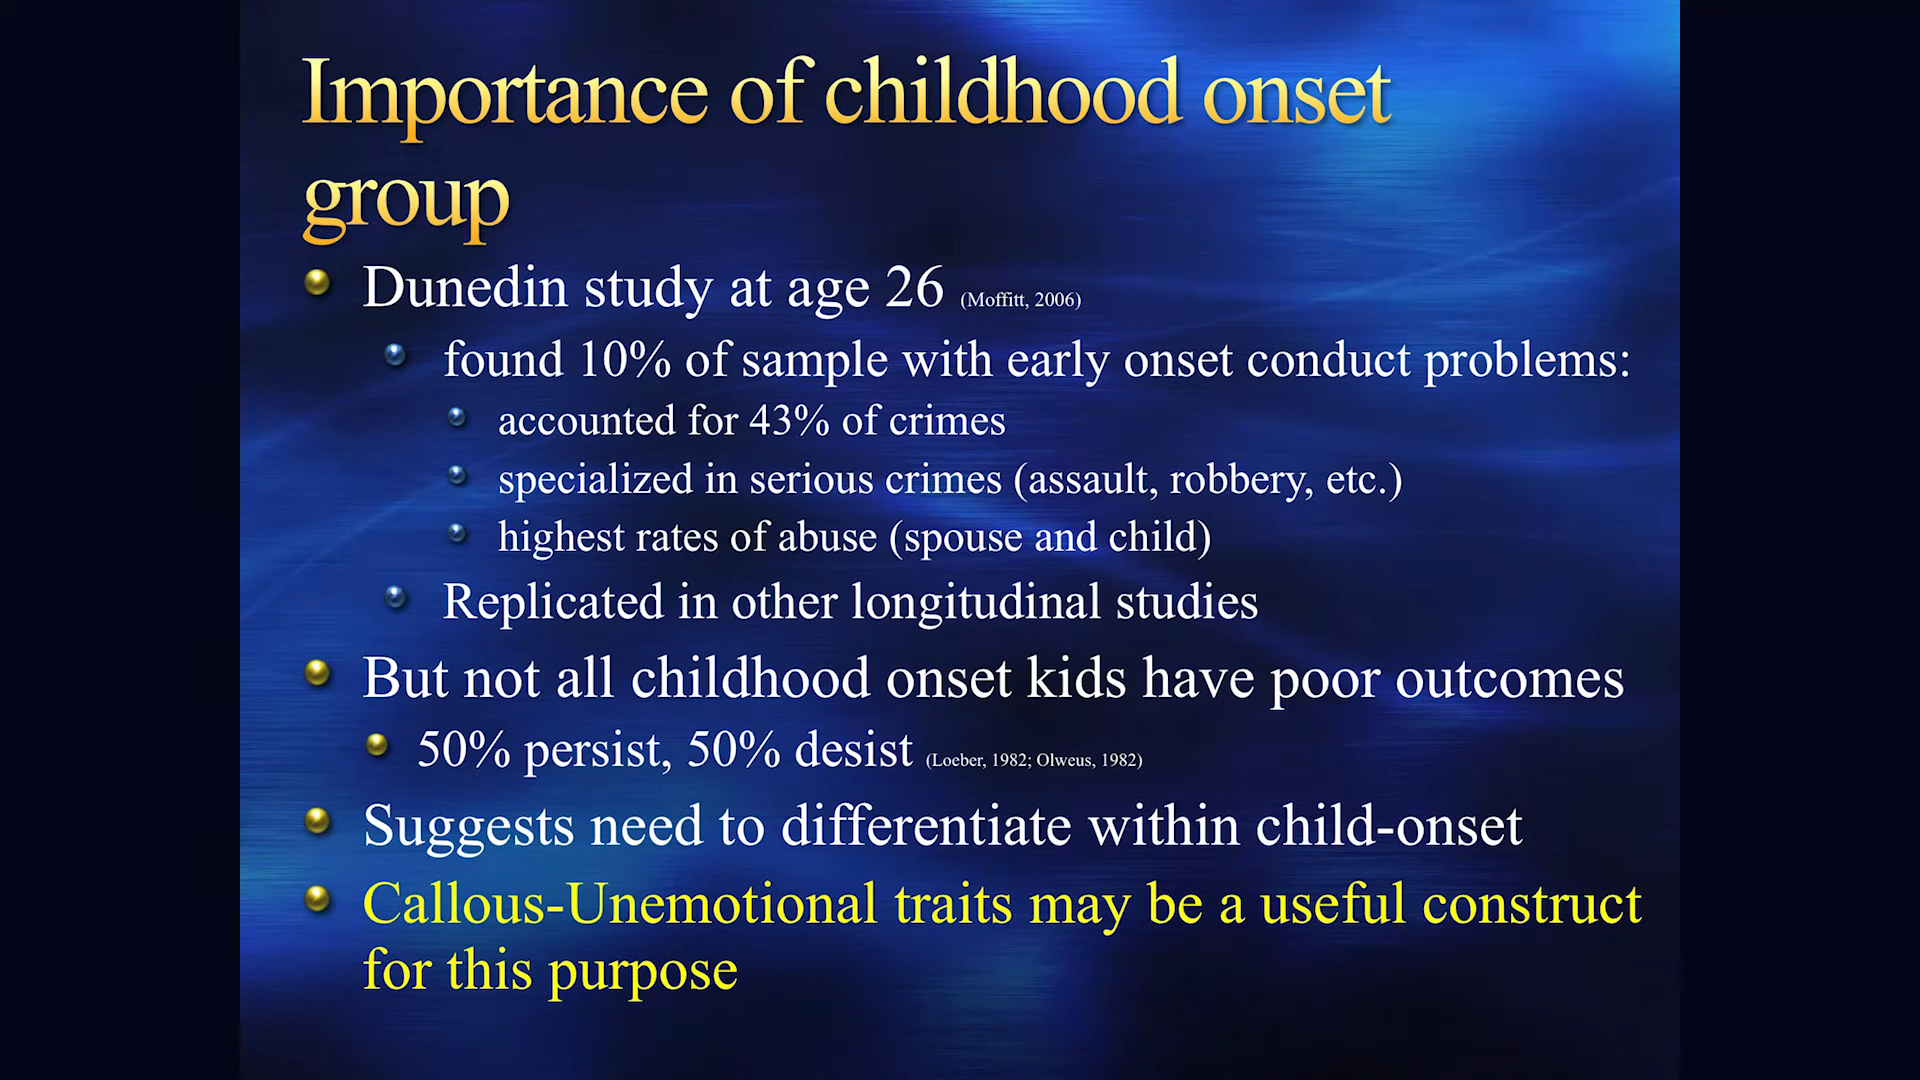 Importance of childhood onset
group
Dunedin study at age 26 (Moffitt, 2006)
found 10% of sample with early onset conduct problems:
accounted for 43% of crimes
specialized in serious crimes (assault, robbery, etc.)
highest rates of abuse (spouse and child)
Replicated in other longitudinal studies
But not all childhood onset kids have poor outcomes
50% persist, 50% desist (Loeber, 1982; Olweus, 1982)
Suggests need to differentiate within child-onset
Callous-Unemotional traits may be a useful construct
for this purpose